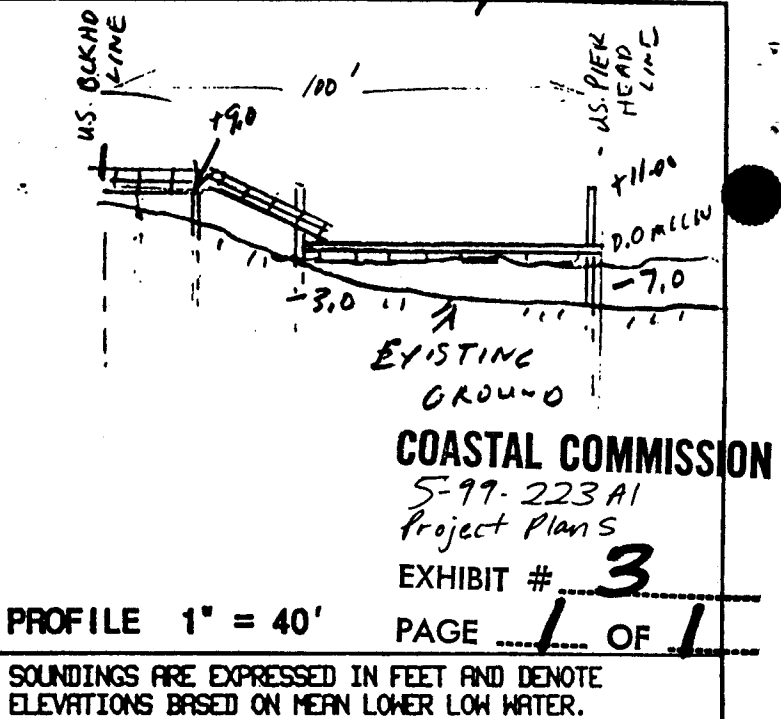 U.S. BCKHD
LINE
100'
U.S. PIER
HEAD
LINE
+9.0
+11.00
0.0 MLLW
-3.0
-7.0
EXISTING
GROUND
COASTAL COMMISSION
5-99-223 A1
Project Plans
EXHIBIT # 3
PAGE 1 OF 1
PROFILE 1" = 40'
SOUNDINGS ARE EXPRESSED IN FEET AND DENOTE
ELEVATIONS BASED ON MEAN LOWER LOW WATER.